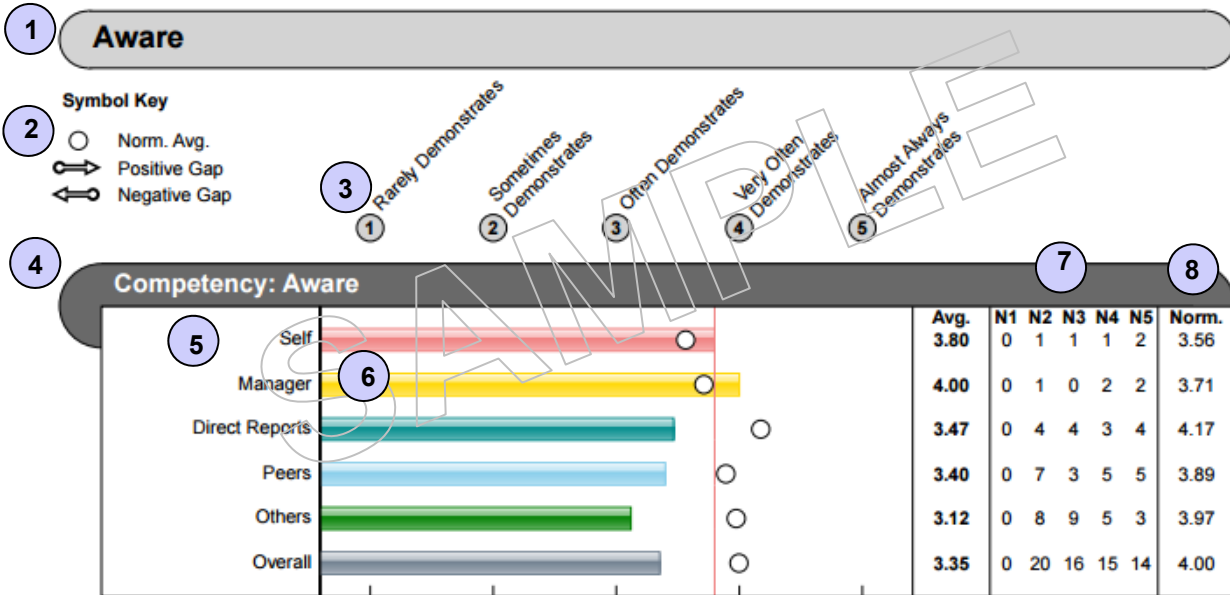 1 Aware
Symbol Key
2
Norm. Avg.
Positive Gap
Negative Gap
3
Rarely Demonstrates
Sometimes
Demonstrates
Often Demonstrates
Very Often
Demonstrates
Almost Always
Demonstrates
1 2 3 4 5
4 7 8
Competency: Aware
Avg. N1 N2 N3 N4 N5 Norm.
5 Self 3.80 0 1 1 1 2 3.56
6
Manager 4.00 0 1 0 2 2 3.71
Direct Reports 3.47 0 4 4 3 4 4.17
Peers 3.40 0 7 3 5 5 3.89
Others 3.12 0 8 9 5 3 3.97
Overall 3.35 0 20 16 15 14 4.00
SAMPLE